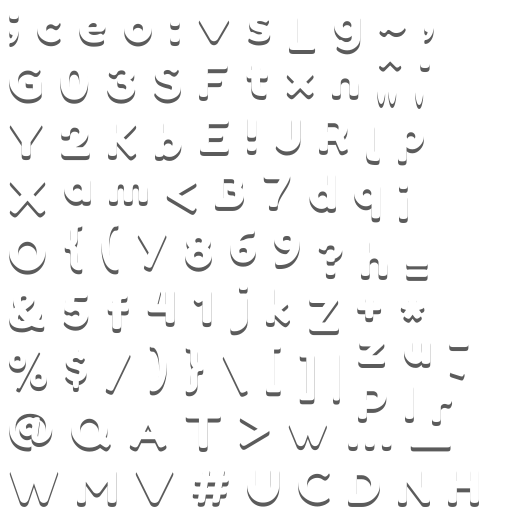 ; c e o : v s L g ~ ,
G 0 3 S F t x n ^ w "
Y 2 K b E ! J R l p
X a m < B 7 d q i
O { ( V 8 6 9 ? h =
& 5 f 4 1 j k Z + *
% $ / ) } \ [ ] | z u - `
P I r
@ Q A T > W … _
W M V # U C D N H